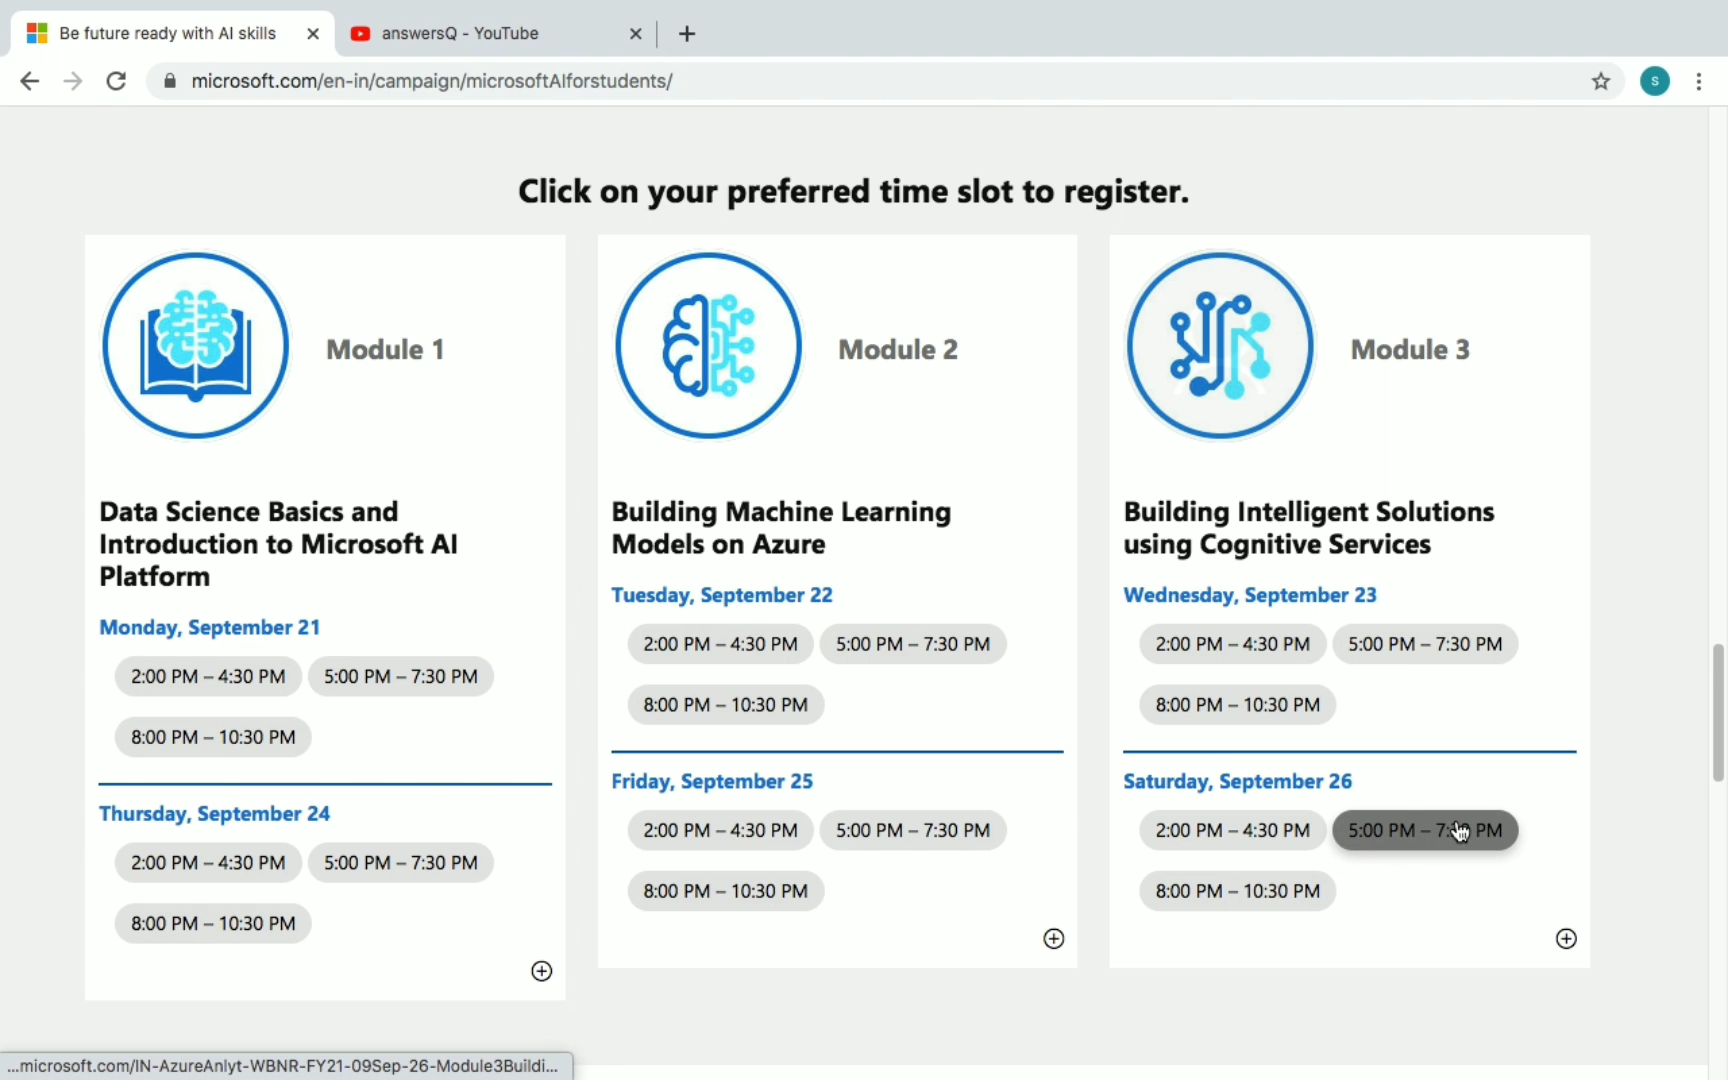 Be future ready with AI skills
answersQ - YouTube
microsoft.com/en-in/campaign/microsoftAIforstudents/
S
Click on your preferred time slot to register.
Module 1
Data Science Basics and
Introduction to Microsoft AI
Platform
Monday, September 21
2:00 PM – 4:30 PM 5:00 PM – 7:30 PM
8:00 PM – 10:30 PM
Thursday, September 24
2:00 PM – 4:30 PM 5:00 PM – 7:30 PM
8:00 PM – 10:30 PM
Module 2
Building Machine Learning
Models on Azure
Tuesday, September 22
2:00 PM – 4:30 PM 5:00 PM – 7:30 PM
8:00 PM – 10:30 PM
Friday, September 25
2:00 PM – 4:30 PM 5:00 PM – 7:30 PM
8:00 PM – 10:30 PM
Module 3
Building Intelligent Solutions
using Cognitive Services
Wednesday, September 23
2:00 PM – 4:30 PM 5:00 PM – 7:30 PM
8:00 PM – 10:30 PM
Saturday, September 26
2:00 PM – 4:30 PM 5:00 PM – 7:30 PM
8:00 PM – 10:30 PM
...microsoft.com/IN-AzureAnlyt-WBNR-FY21-09Sep-26-Module3Buildi...